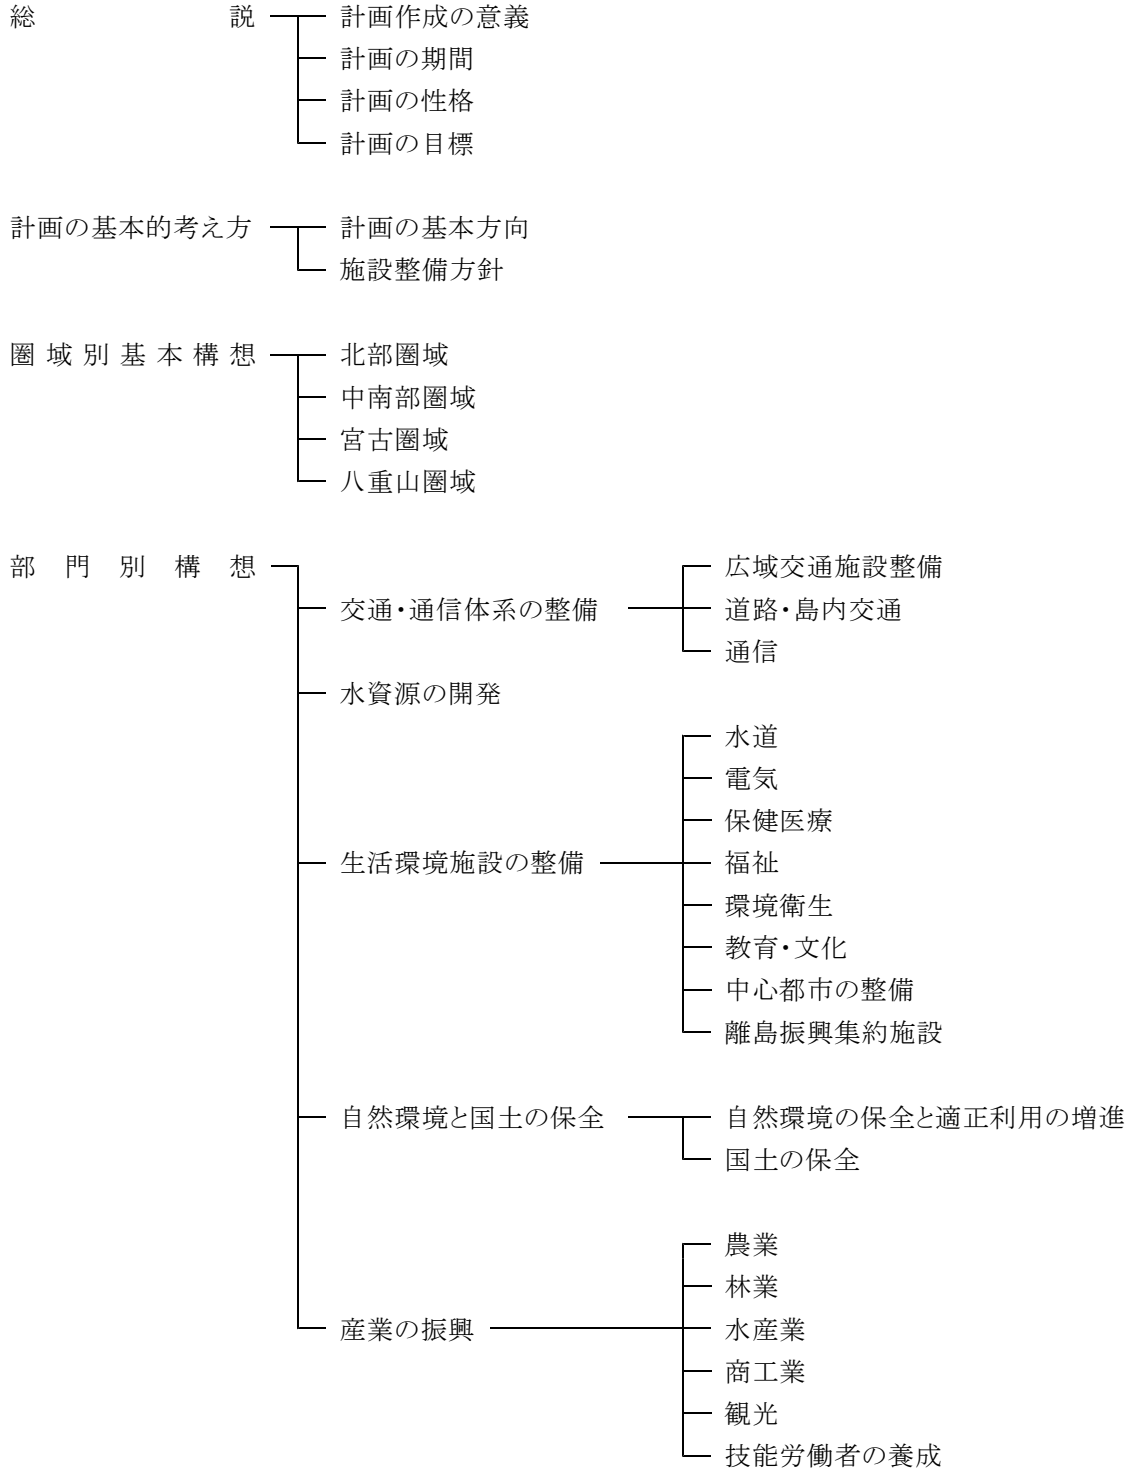 総説 計画作成の意義
計画の期間
計画の性格
計画の目標
計画の基本的考え方 計画の基本方向
施設整備方針
圏域別基本構想 北部圏域
中南部圏域
宮古圏域
八重山圏域
部門別構想
交通・通信体系の整備
広域交通施設整備
道路・島内交通
通信
水資源の開発
生活環境施設の整備
水道
電気
保健医療
福祉
環境衛生
教育・文化
中心都市の整備
離島振興集約施設
自然環境と国土の保全
自然環境の保全と適正利用の増進
国土の保全
産業の振興
農業
林業
水産業
商工業
観光
技能労働者の養成